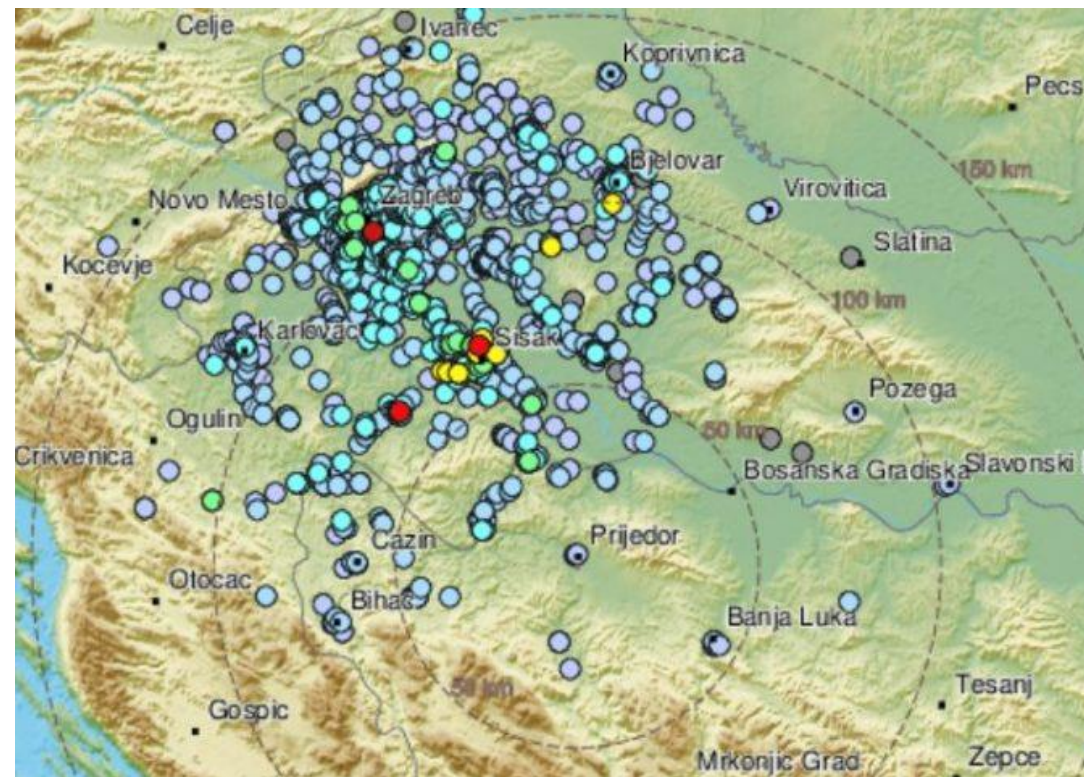 Celje
Ivanec
Koprivnica
Pecs
Bjelovar
150 km
Novo Mesto
Zagreb
Virovitica
Kocevje
Slatina
100 km
Karlovac
Sisak
Pozega
Ogulin
50 km
Crikvenica
Bosanska Gradiska
Slavonski
Prijedor
Cazin
Otocac
Bihac
Banja Luka
50 km
Tesanj
Gospic
Mrkonjic Grad
Zepce